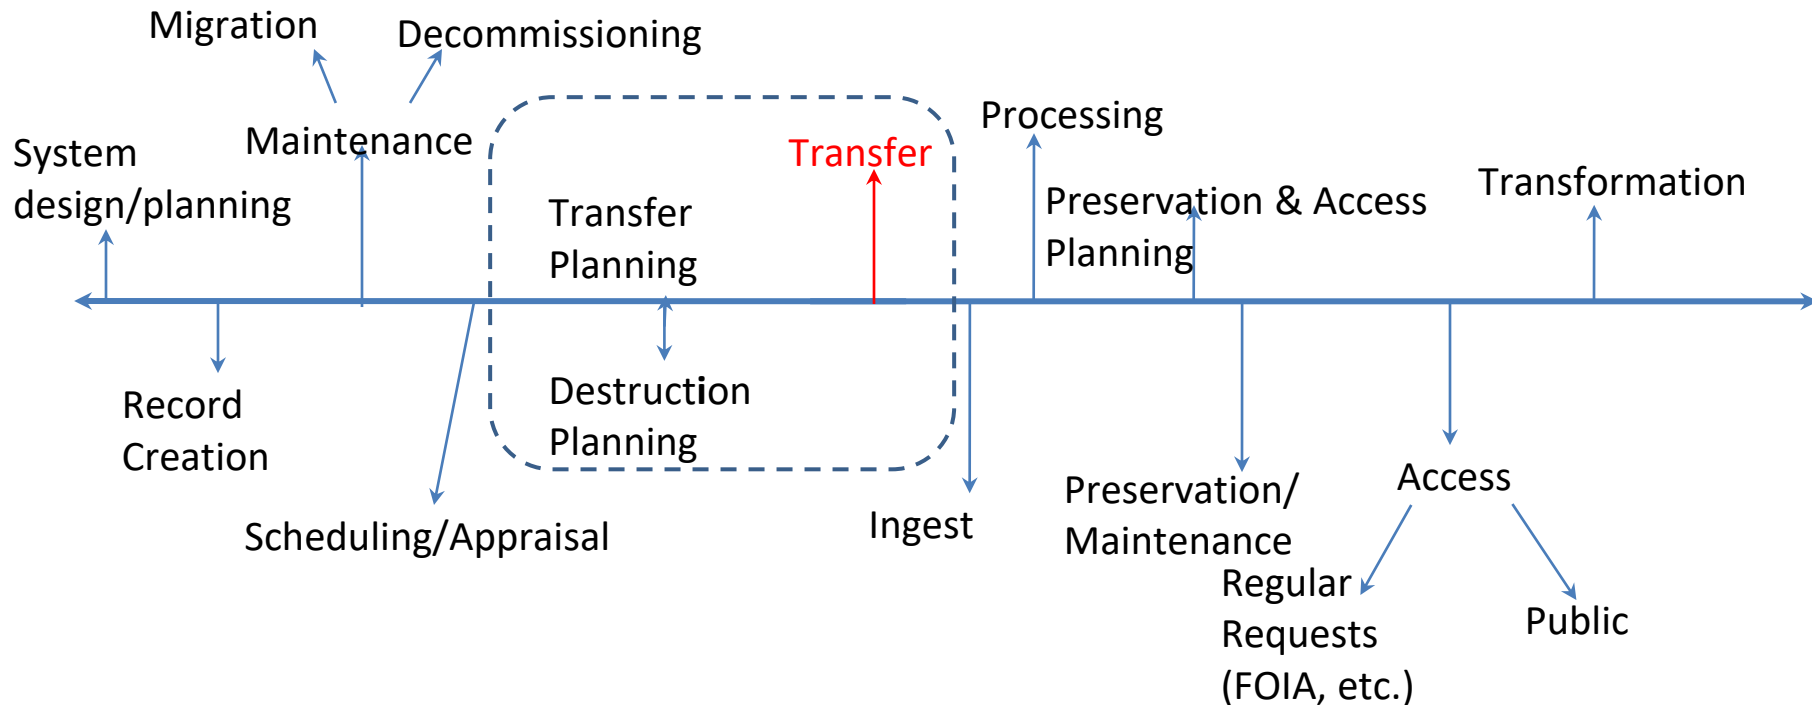 Migration
Decommissioning
System
design/planning
Maintenance
Transfer
Planning
Transfer
Processing
Preservation & Access
Planning
Transformation
Record
Creation
Scheduling/Appraisal
Destruction
Planning
Ingest
Preservation/
Maintenance
Access
Regular
Requests
(FOIA, etc.)
Public